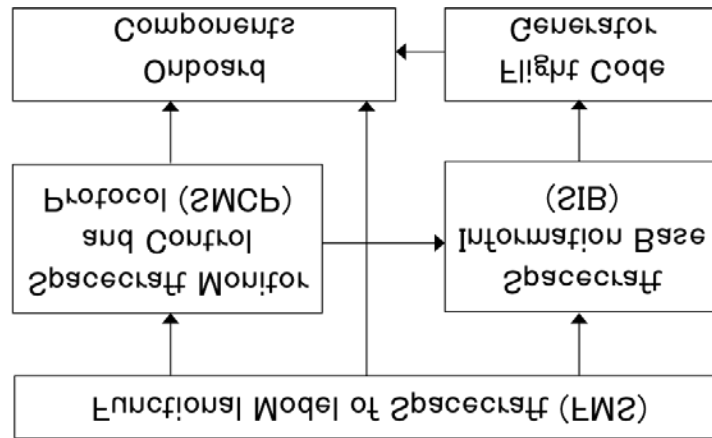 Functional Model of Spacecraft (FMS)
Spacecraft Monitor
and Control
Protocol (SMCP)
Spacecraft
Information Base
(SIB)
Onboard
Components
Flight Code
Generator